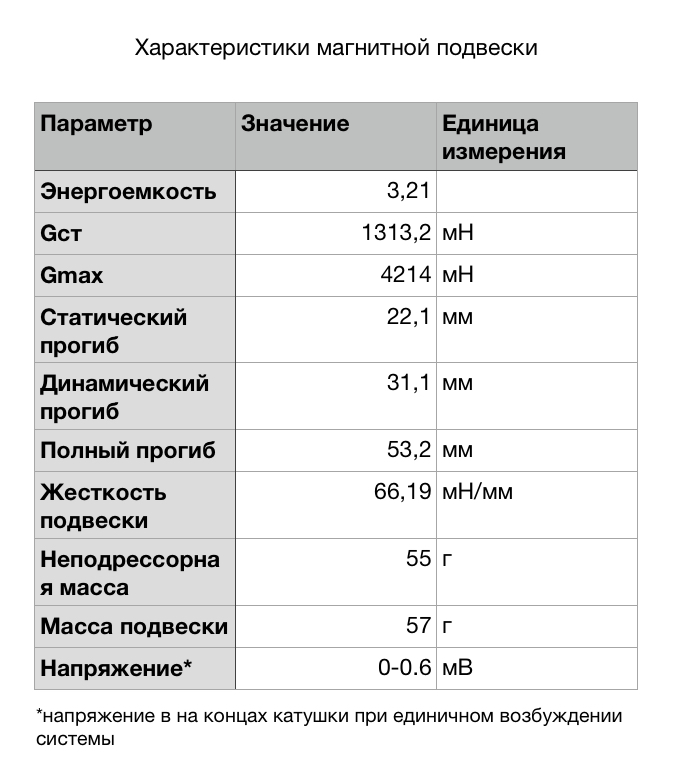 Характеристики магнитной подвески
Параметр Значение Единица
измерения
Энергоемкость 3,21
Gст 1313,2 мН
Gmax 4214 мН
Статический 22,1 мм
прогиб
Динамический 31,1 мм
прогиб
Полный прогиб 53,2 мм
Жесткость 66,19 мН/мм
подвески
Неподрессорна 55 г
я масса
Масса подвески 57 г
Напряжение* 0-0.6 мВ
*напряжение в на концах катушки при единичном возбуждении
системы